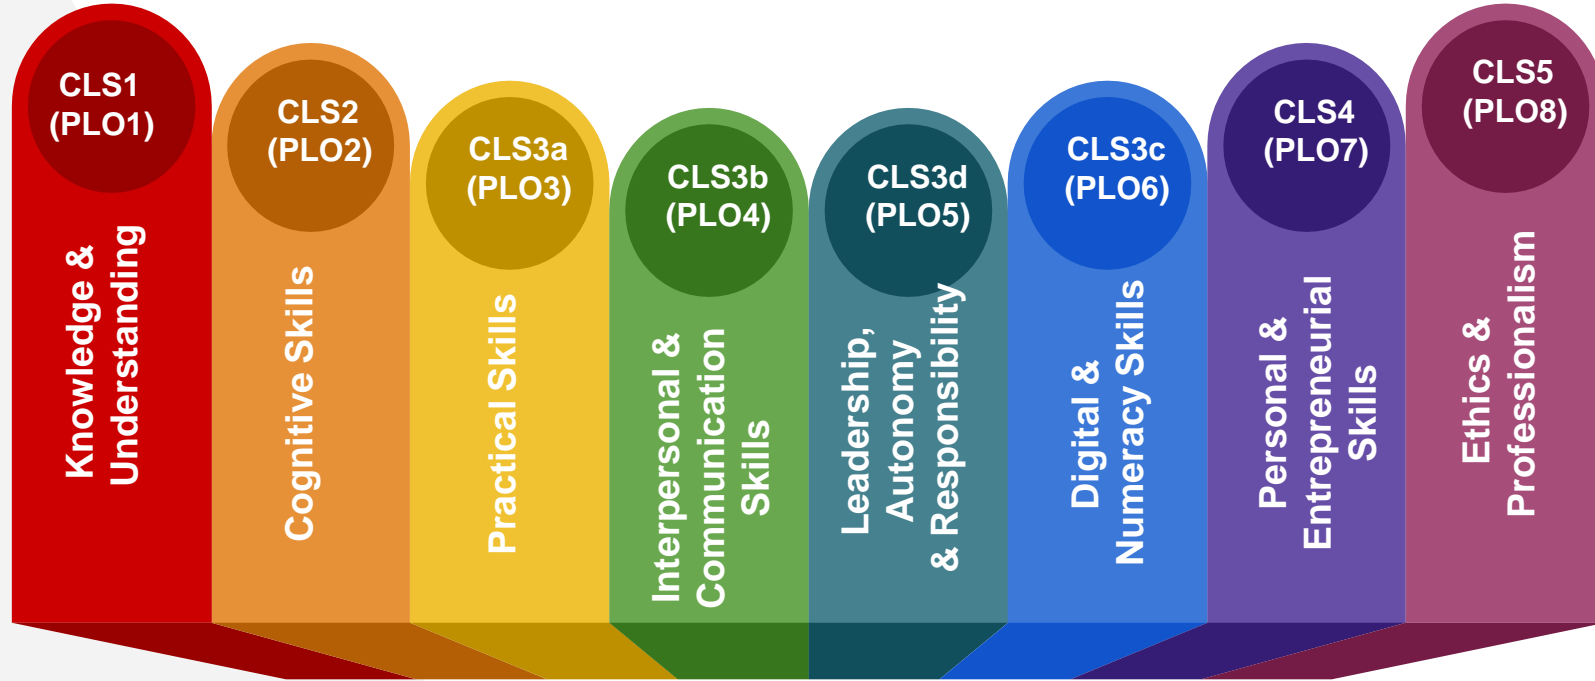 CLS1
(PLO1)
Knowledge &
Understanding
CLS2
(PLO2)
Cognitive Skills
CLS3a
(PLO3)
Practical Skills
CLS3b
(PLO4)
Interpersonal &
Communication
Skills
CLS3d
(PLO5)
Leadership,
Autonomy
& Responsibility
CLS3c
(PLO6)
Digital &
Numeracy Skills
CLS4
(PLO7)
Personal &
Entrepreneurial
Skills
CLS5
(PLO8)
Ethics &
Professionalism